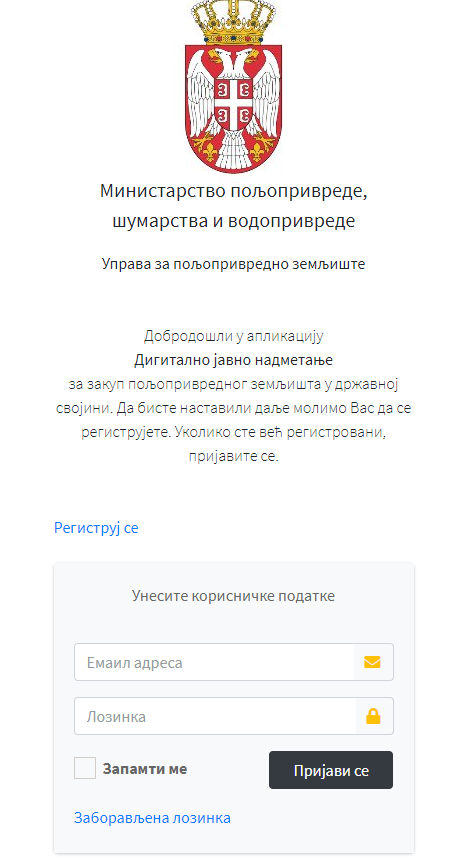 Министарство пољопривреде,
шумарства и водопривреде
Управа за пољопривредно земљиште
Добродошли у апликацију
Дигитално јавно надметање
за закуп пољопривредног земљишта у државној
својини. Да бисте наставили даље молимо Вас да се
региструјете. Уколико сте већ регистровани,
пријавите се.
Региструј се
Унесите корисничке податке
Емаил адреса
Лозинка
Запамти ме
Пријави се
Заборављена лозинка